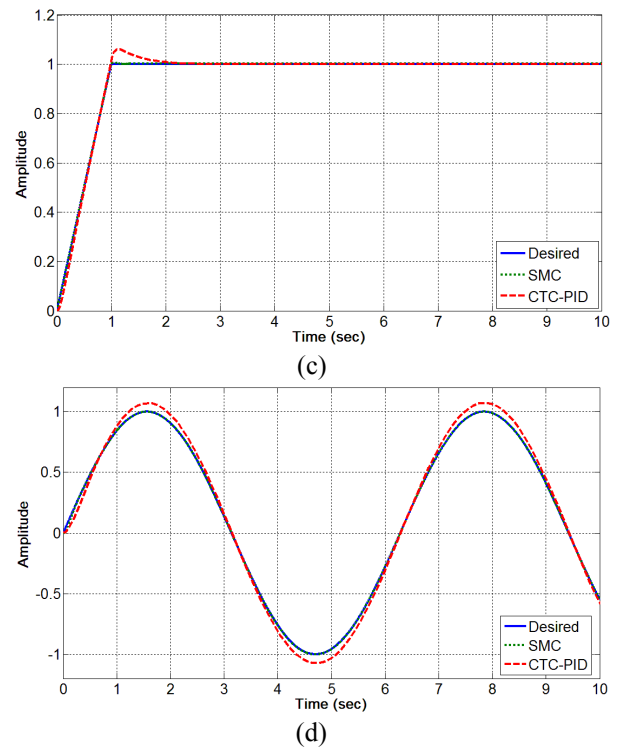 1.2
1
0.8
0.6
0.4
0.2
0
Amplitude
Desired
SMC
CTC-PID
0 1 2 3 4 5 6 7 8 9 10
Time (sec)
(c)
1
0.5
0
-0.5
-1
Amplitude
Desired
SMC
CTC-PID
0 1 2 3 4 5 6 7 8 9 10
Time (sec)
(d)